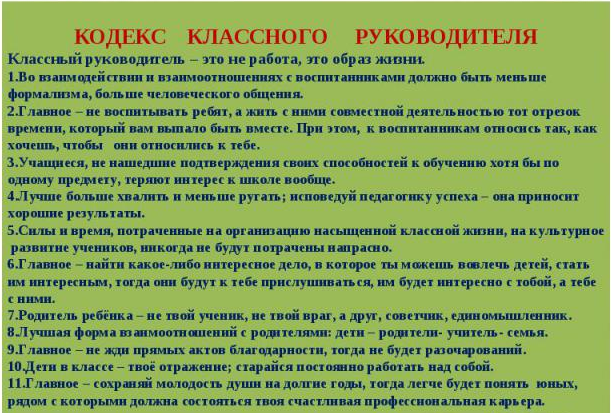 КОДЕКС КЛАССНОГО РУКОВОДИТЕЛЯ
Классный руководитель – это не работа, это образ жизни.
1.Во взаимодействии и взаимоотношениях с воспитанниками должно быть меньше
формализма, больше человеческого общения.
2.Главное – не воспитывать ребят, а жить с ними совместной деятельностью тот отрезок
времени, который вам выпало быть вместе. При этом, к воспитанникам относись так, как
хочешь, чтобы они относились к тебе.
3.Учащиеся, не нашедшие подтверждения своих способностей к обучению хотя бы по
одному предмету, теряют интерес к школе вообще.
4.Лучше больше хвалить и меньше ругать; исповедуй педагогику успеха – она приносит
хорошие результаты.
5.Силы и время, потраченные на организацию насыщенной классной жизни, на культурное
развитие учеников, никогда не будут потрачены напрасно.
6.Главное – найти какое-либо интересное дело, в которое ты можешь вовлечь детей, стать
им интересным, тогда они будут к тебе прислушиваться, им будет интересно с тобой, а тебе
с ними.
7.Родитель ребёнка – не твой ученик, не твой враг, а друг, советчик, единомышленник.
8.Лучшая форма взаимоотношений с родителями: дети – родители- учитель- семья.
9.Главное – не жди прямых актов благодарности, тогда не будет разочарований.
10.Дети в классе – твоё отражение; старайся постоянно работать над собой.
11.Главное – сохраняй молодость души на долгие годы, тогда легче будет понять юных,
рядом с которыми должна состояться твоя счастливая профессиональная карьера.